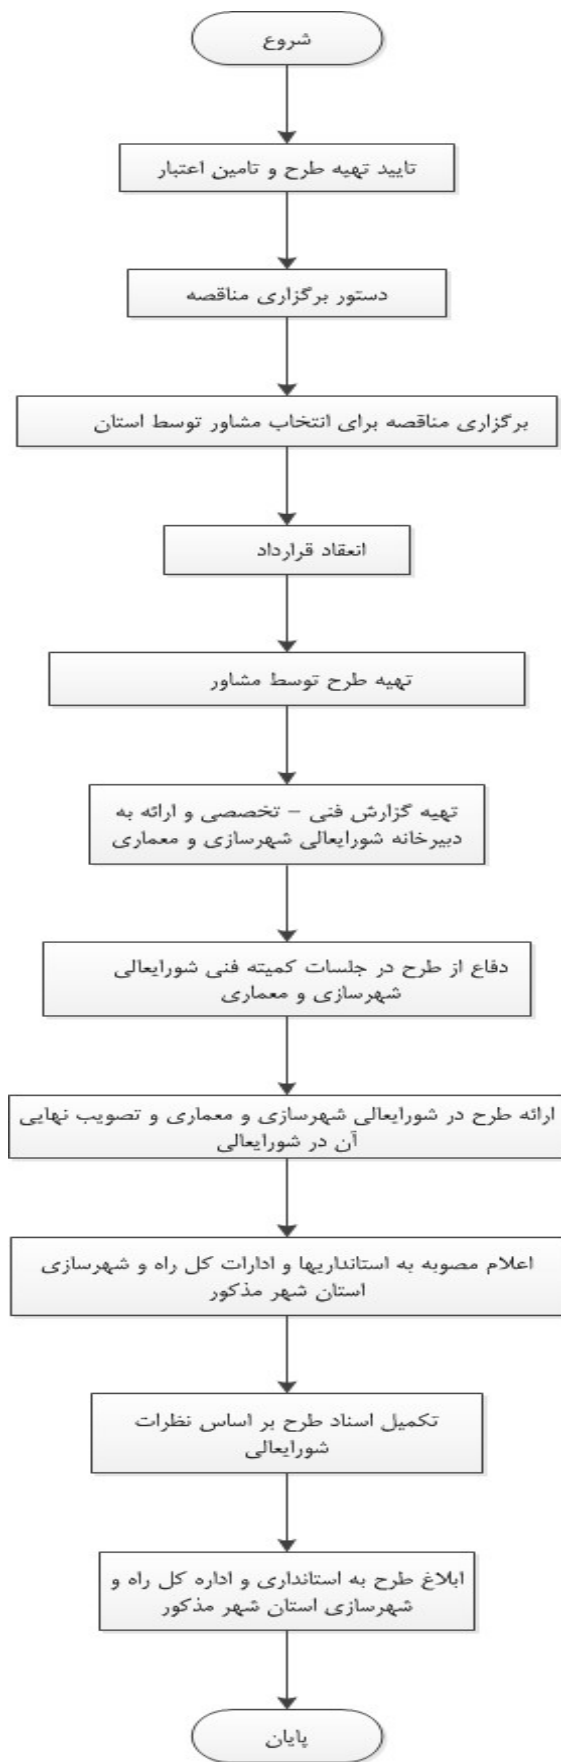 شروع
تایید تهیه طرح و تامین اعتبار
دستور برگزاری مناقصه
برگزاری مناقصه برای انتخاب مشاور توسط استان
انعقاد قرارداد
تهیه طرح توسط مشاور
تهیه گزارش فنی – تخصصی و ارائه به
دبیرخانه شورایعالی شهرسازی و معماری
دفاع از طرح در جلسات کمیته فنی شورایعالی
شهرسازی و معماری
ارائه طرح در شورایعالی شهرسازی و معماری و تصویب نهایی
آن در شورایعالی
اعلام مصوبه به استانداریها و ادارات کل راه و شهرسازی
استان شهر مذکور
تکمیل اسناد طرح بر اساس نظرات
شورایعالی
ابلاغ طرح به استانداری و اداره کل راه و
شهرسازی استان شهر مذکور
پایان